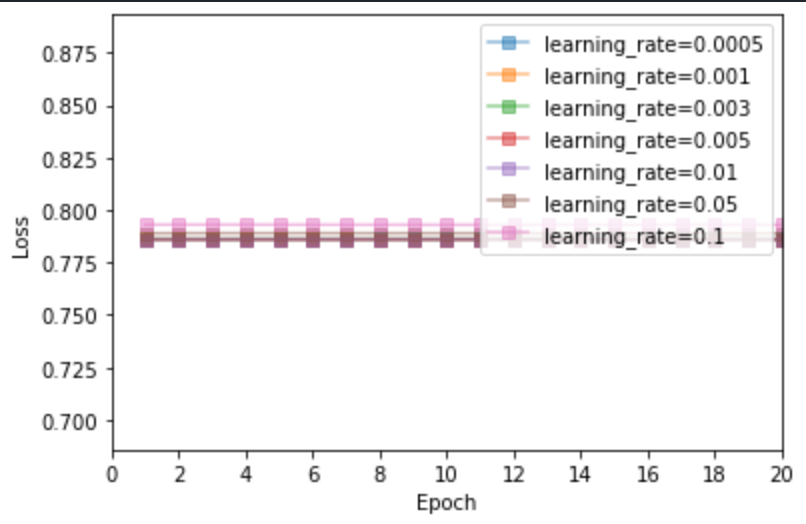 0.875
0.850
0.825
0.800
0.775
0.750
0.725
0.700
Loss
learning_rate=0.0005
learning_rate=0.001
learning_rate=0.003
learning_rate=0.005
learning_rate=0.01
learning_rate=0.05
learning_rate=0.1
0 2 4 6 8 10 12 14 16 18 20
Epoch